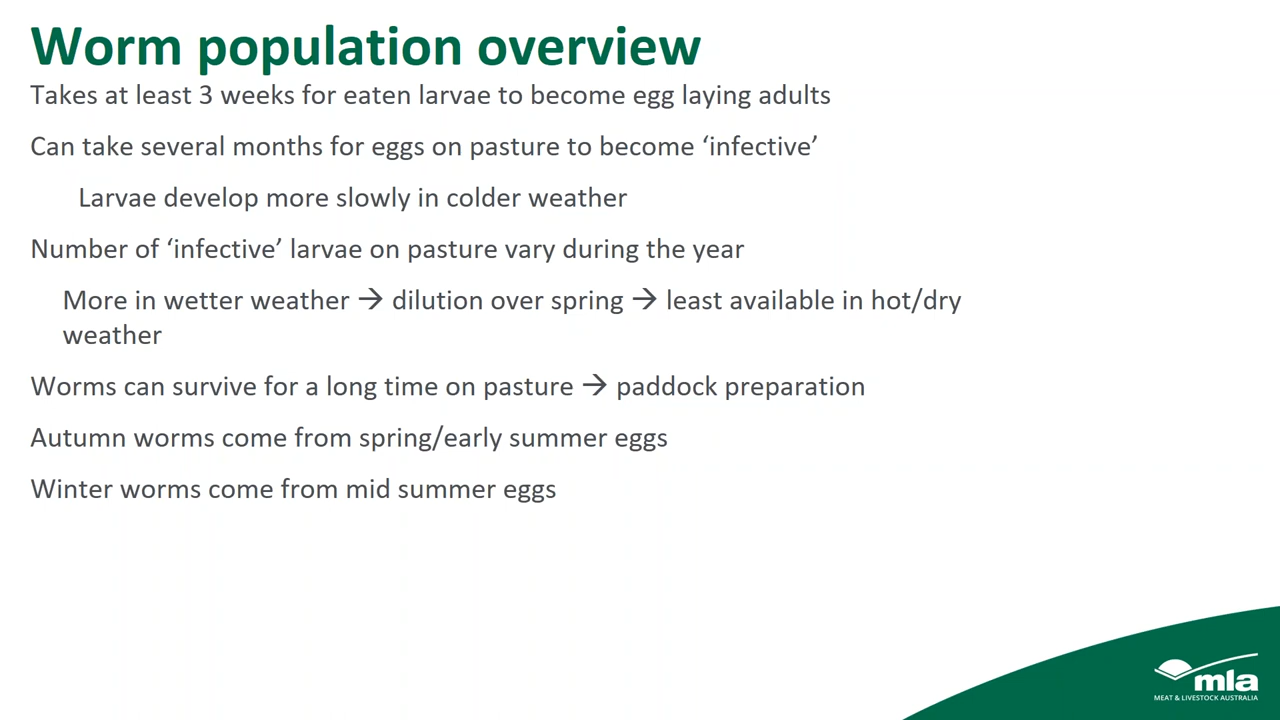 Worm population overview
Takes at least 3 weeks for eaten larvae to become egg laying adults
Can take several months for eggs on pasture to become ‘infective’
Larvae develop more slowly in colder weather
Number of ‘infective’ larvae on pasture vary during the year
More in wetter weather → dilution over spring → least available in hot/dry
weather
Worms can survive for a long time on pasture → paddock preparation
Autumn worms come from spring/early summer eggs
Winter worms come from mid summer eggs
mla
MEAT & LIVESTOCK AUSTRALIA